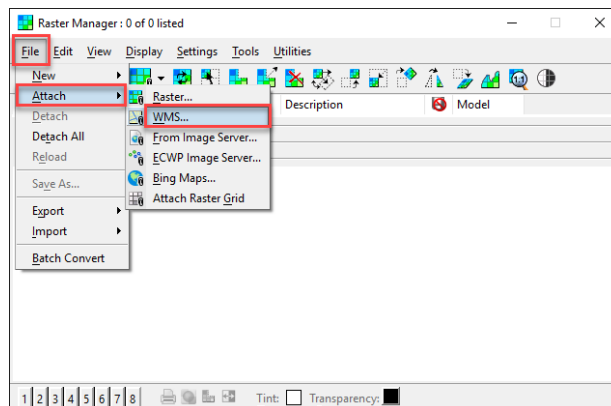 Raster Manager : 0 of 0 listed
File Edit View Display Settings Tools Utilities
New
Attach
Detach
Detach All
Reload
Save As...
Export
Import
Batch Convert
Raster...
WMS...
From Image Server...
ECWP Image Server...
Bing Maps...
Attach Raster Grid
Description Model
1 2 3 4 5 6 7 8 Tint: Transparency: